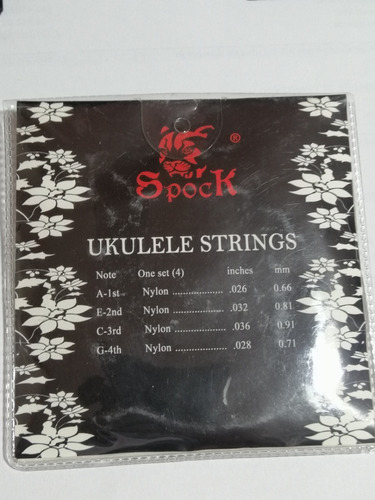 ®
Spock
UKULELE STRINGS
Note One set (4) inches mm
A-1st Nylon ................... .026 0.66
E-2nd Nylon ................... .032 0.81
C-3rd Nylon ................... .036 0.91
G-4th Nylon ................... .028 0.71